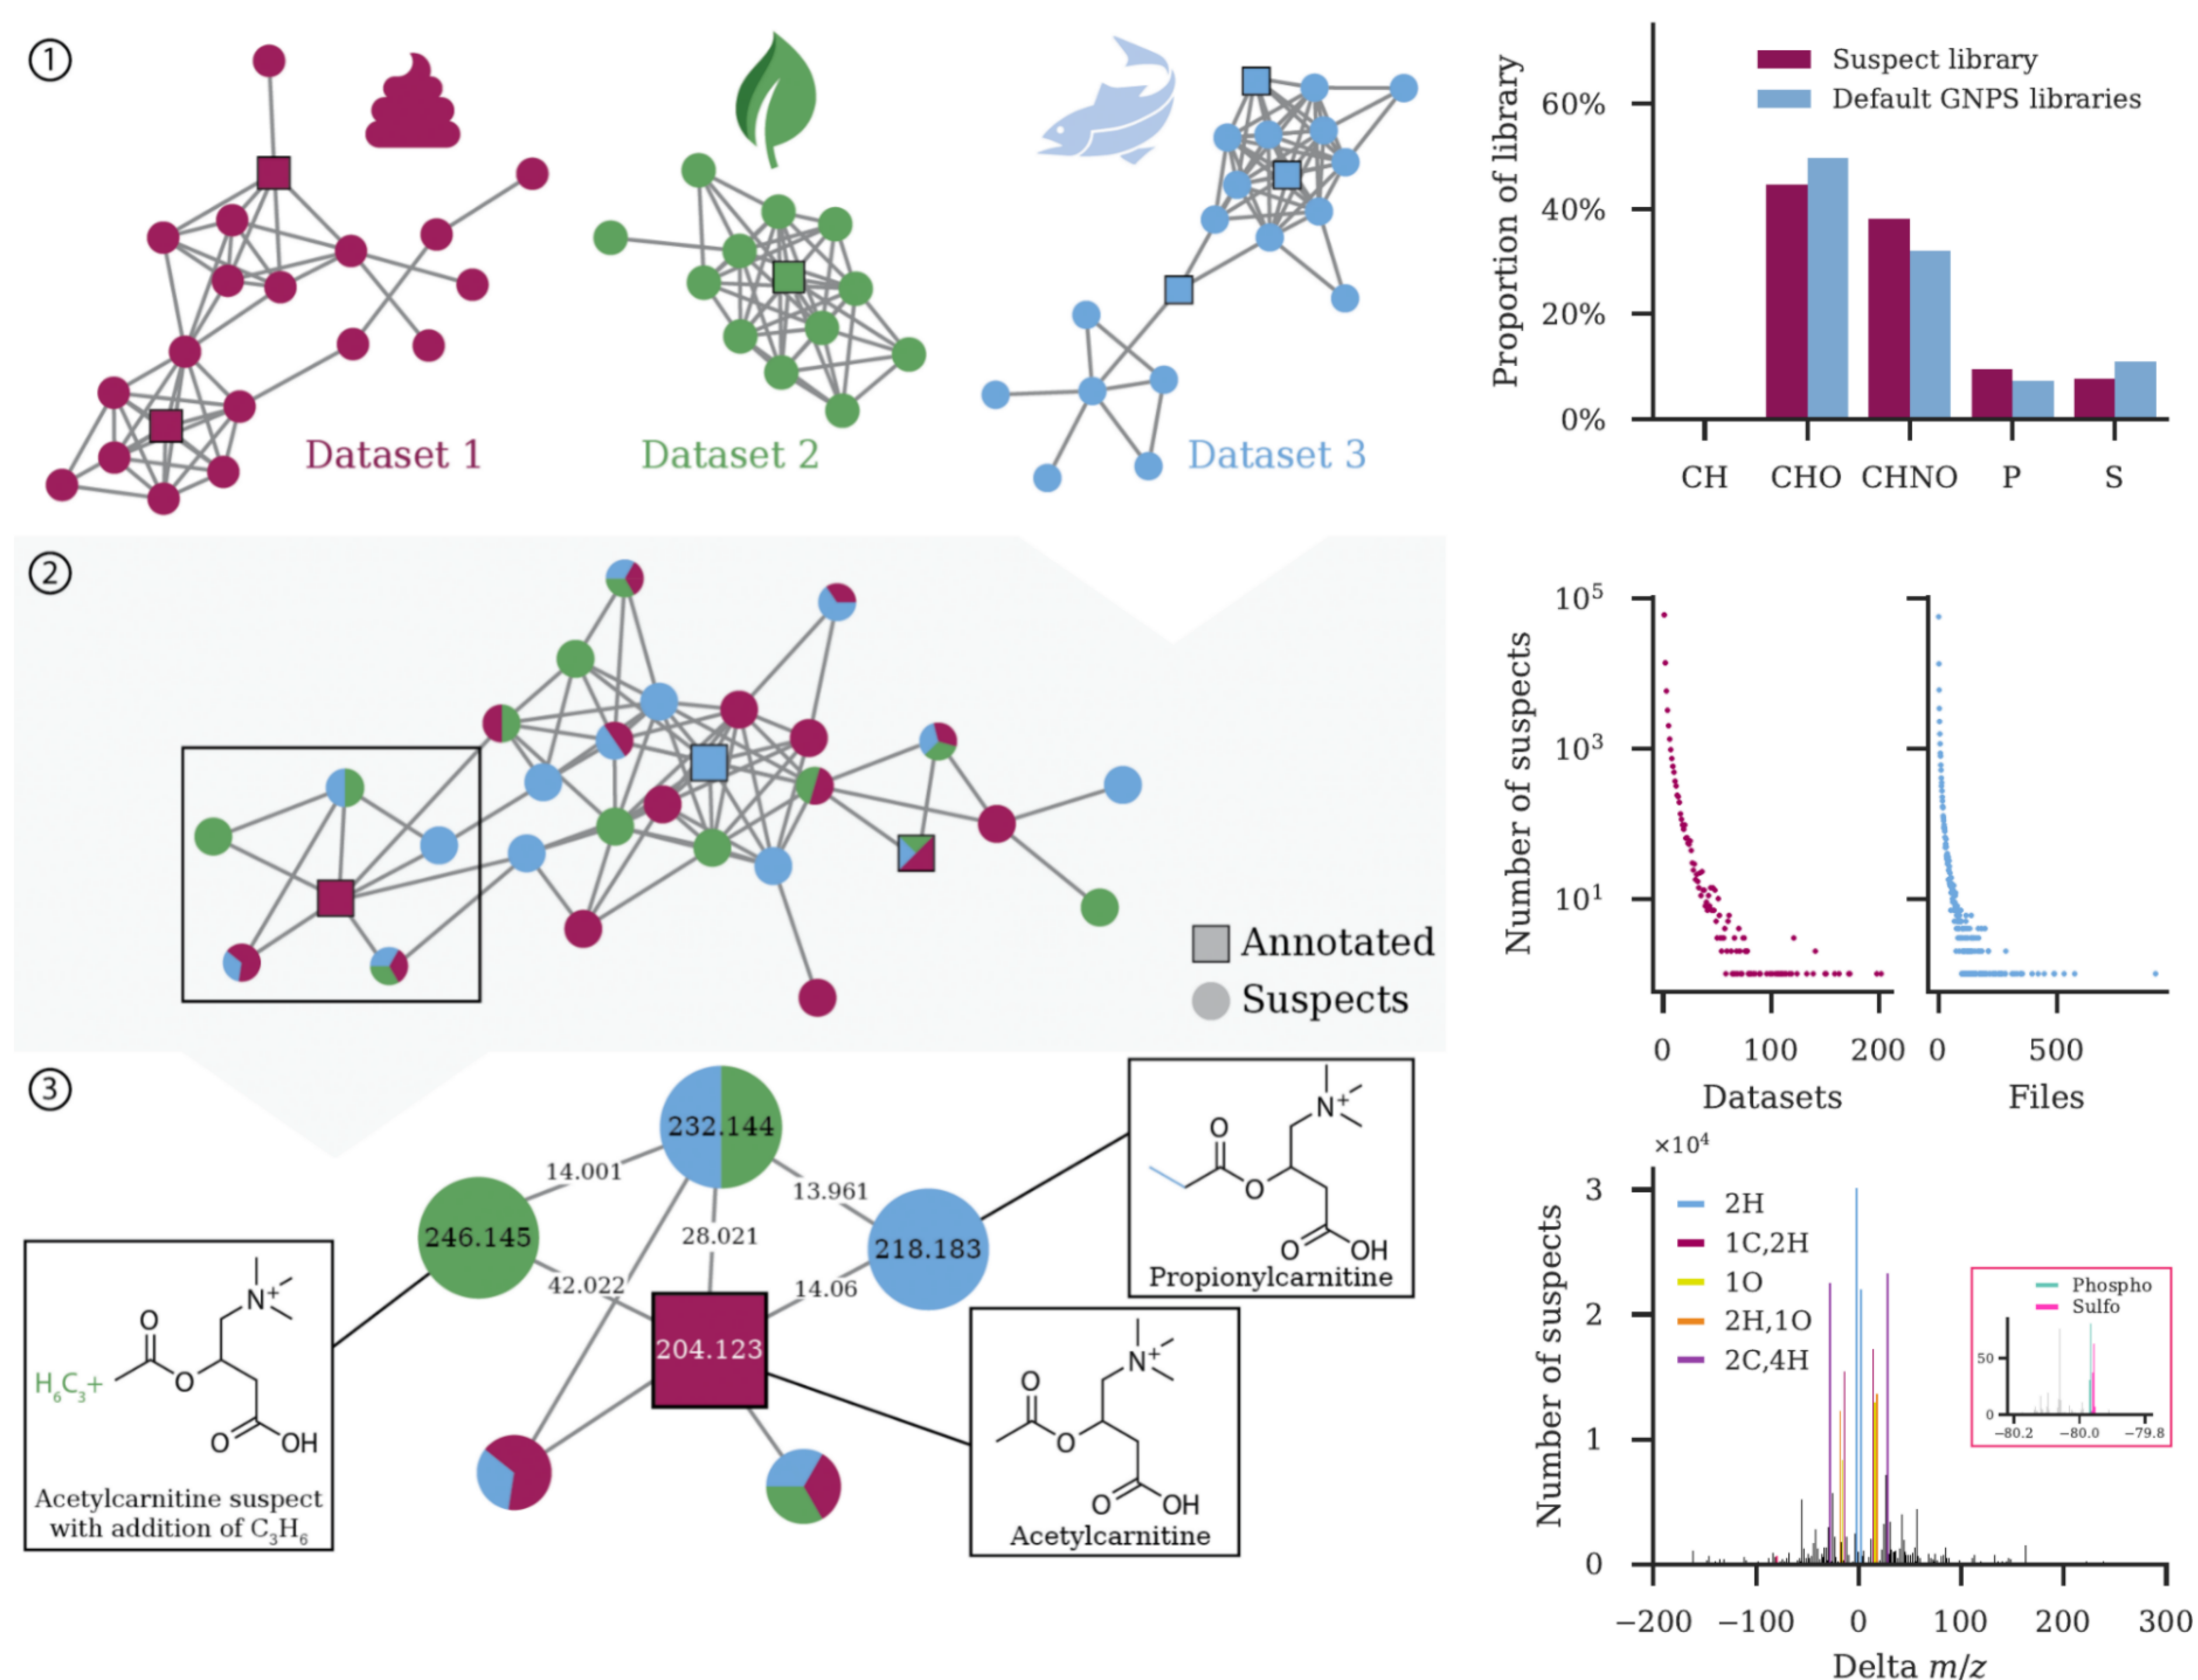 ①
Dataset 1
Dataset 2
Dataset 3
②
Annotated
Suspects
③
232.144
14.001
13.961
246.145
28.021
218.183
42.022
14.06
204.123
N+
O
O
O
OH
Propionylcarnitine
N+
O
H₆C₃+
O
O
OH
Acetylcarnitine suspect
with addition of C₃H₆
N+
O
O
O
OH
Acetylcarnitine
Proportion of library
60%
40%
20%
0%
Suspect library
Default GNPS libraries
CH CHO CHNO P S
Number of suspects
10⁵
10³
10¹
0 100 200 0 500
Datasets Files
×10⁴
Number of suspects
3
2
1
0
2H
1C,2H
1O
2H,1O
2C,4H
Phospho
Sulfo
50
0
−80.2 −80.0 −79.8
−200 −100 0 100 200 300
Delta m/z